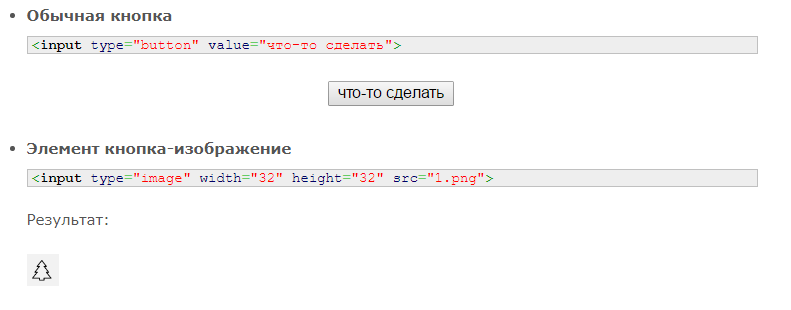 Обычная кнопка
<input type="button" value="что-то сделать">
что-то сделать
Элемент кнопка-изображение
<input type="image" width="32" height="32" src="1.png">
Результат: